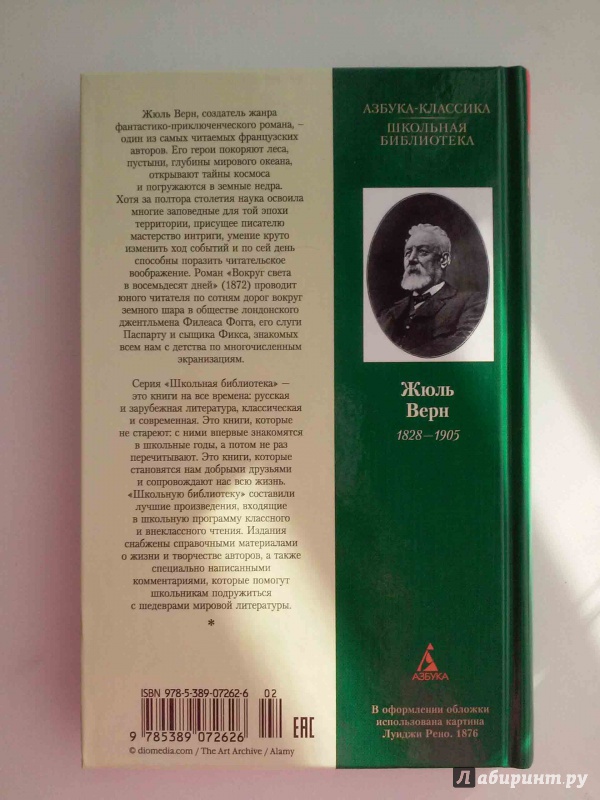 Жюль Верн, создатель жанра
фантастико-приключенческого романа, –
один из самых читаемых французских
авторов. Его герои покоряют леса,
пустыни, глубины мирового океана,
открывают тайны космоса
и погружаются в земные недра.
Хотя за полтора столетия наука освоила
многие заповедные для той эпохи
территории, присущее писателю
мастерство интриги, умение круто
изменить ход событий и по сей день
способны поразить читательское
воображение. Роман «Вокруг света
в восемьдесят дней» (1872) проводит
юного читателя по сотням дорог вокруг
земного шара в обществе лондонского
джентльмена Филеаса Фогга, его слуги
Паспарту и сыщика Фикса, знакомых
всем нам с детства по многочисленным
экранизациям.
Серия «Школьная библиотека» —
это книги на все времена: русская
и зарубежная литература, классическая
и современная. Это книги, которые
не стареют: с ними впервые знакомятся
в школьные годы, а потом не раз
перечитывают. Это книги, которые
становятся нам добрыми друзьями
и сопровождают нас всю жизнь.
«Школьную библиотеку» составили
лучшие произведения, входящие
в школьную программу классного
и внеклассного чтения. Издания
снабжены справочными материалами
о жизни и творчестве авторов, а также
специально написанными
комментариями, которые помогут
школьникам подружиться
с шедеврами мировой литературы.
*
ISBN 978-5-389-07262-6 02
9 785389 072626
EAC
© diomedia.com / The Art Archive / Alamy
АЗБУКА-КЛАССИКА
ШКОЛЬНАЯ
БИБЛИОТЕКА
Жюль
Верн
1828—1905
АЗБУКА
В оформлении обложки
использована картина
Луиджи Рено. 1876
Лабиринт.ру